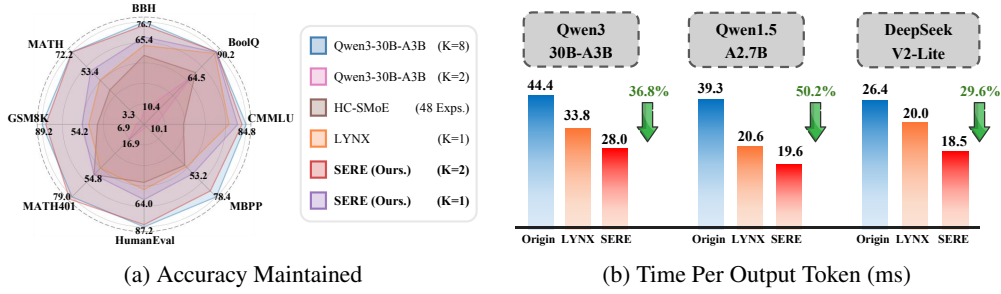 (a)
BBH
76.7
65.4
MATH
72.2
53.4
BoolQ
90.2
64.5
10.4
3.3
6.9
10.1
16.9
GSM8K
89.2
54.2
CMMLU
84.8
54.8
53.2
MATH401
79.0
64.0
MBPP
78.4
87.2
HumanEval
Qwen3-30B-A3B (K=8)
Qwen3-30B-A3B (K=2)
HC-SMoE (48 Exps.)
LYNX (K=1)
SERE (Ours.) (K=2)
SERE (Ours.) (K=1)
(a) Accuracy Maintained
(b)
Qwen3
30B-A3B
44.4
33.8
28.0
36.8%
Origin LYNX SERE
Qwen1.5
A2.7B
39.3
20.6
19.6
50.2%
Origin LYNX SERE
DeepSeek
V2-Lite
26.4
20.0
18.5
29.6%
Origin LYNX SERE
(b) Time Per Output Token (ms)